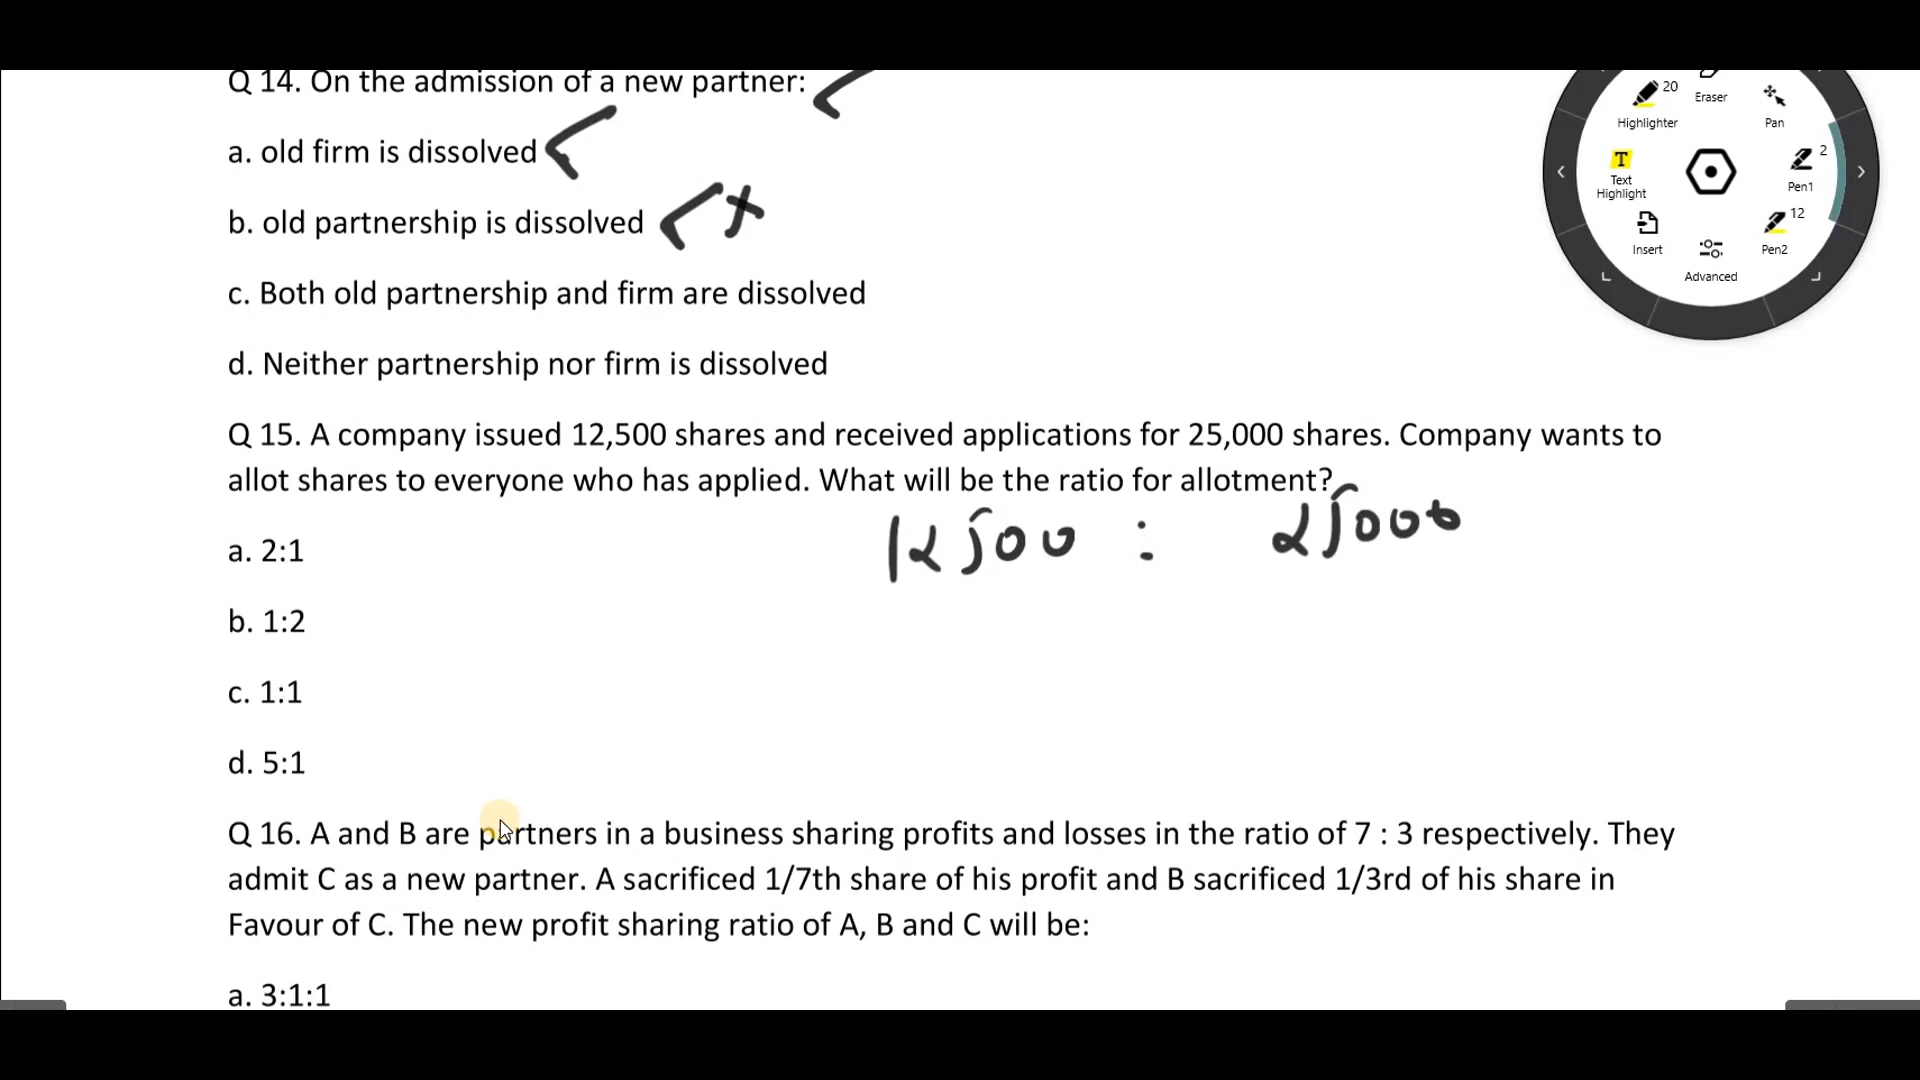 Q 14. On the admission of a new partner:
a. old firm is dissolved
b. old partnership is dissolved
c. Both old partnership and firm are dissolved
d. Neither partnership nor firm is dissolved
Q 15. A company issued 12,500 shares and received applications for 25,000 shares. Company wants to
allot shares to everyone who has applied. What will be the ratio for allotment?
12500 : 25000
a. 2:1
b. 1:2
c. 1:1
d. 5:1
Q 16. A and B are partners in a business sharing profits and losses in the ratio of 7 : 3 respectively. They
admit C as a new partner. A sacrificed 1/7th share of his profit and B sacrificed 1/3rd of his share in
Favour of C. The new profit sharing ratio of A, B and C will be:
a. 3:1:1
20
Highlighter
Eraser
Pan
Text
Highlight
2
Pen1
Insert
12
Pen2
Advanced